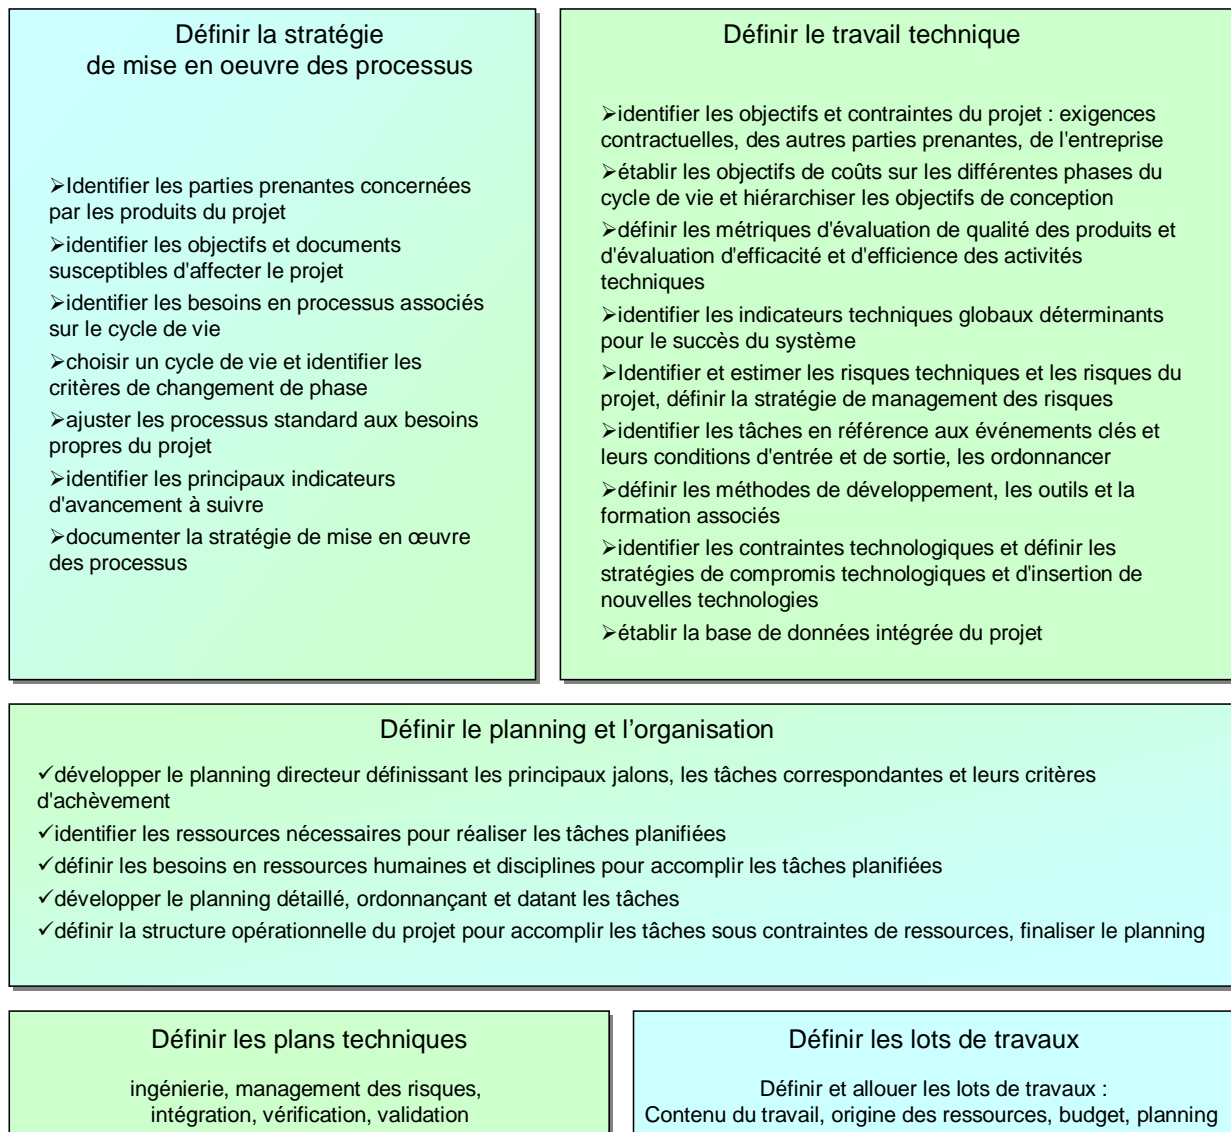 Définir la stratégie
de mise en oeuvre des processus
➢Identifier les parties prenantes concernées
par les produits du projet
➢identifier les objectifs et documents
susceptibles d'affecter le projet
➢identifier les besoins en processus associés
sur le cycle de vie
➢choisir un cycle de vie et identifier les
critères de changement de phase
➢ajuster les processus standard aux besoins
propres du projet
➢identifier les principaux indicateurs
d'avancement à suivre
➢documenter la stratégie de mise en œuvre
des processus
Définir le travail technique
➢identifier les objectifs et contraintes du projet : exigences
contractuelles, des autres parties prenantes, de l'entreprise
➢établir les objectifs de coûts sur les différentes phases du
cycle de vie et hiérarchiser les objectifs de conception
➢définir les métriques d'évaluation de qualité des produits et
d'évaluation d'efficacité et d'efficience des activités
techniques
➢identifier les indicateurs techniques globaux déterminants
pour le succès du système
➢Identifier et estimer les risques techniques et les risques du
projet, définir la stratégie de management des risques
➢identifier les tâches en référence aux événements clés et
leurs conditions d'entrée et de sortie, les ordonnancer
➢définir les méthodes de développement, les outils et la
formation associés
➢identifier les contraintes technologiques et définir les
stratégies de compromis technologiques et d'insertion de
nouvelles technologies
➢établir la base de données intégrée du projet
Définir le planning et l’organisation
✓développer le planning directeur définissant les principaux jalons, les tâches correspondantes et leurs critères
d'achèvement
✓identifier les ressources nécessaires pour réaliser les tâches planifiées
✓définir les besoins en ressources humaines et disciplines pour accomplir les tâches planifiées
✓développer le planning détaillé, ordonnançant et datant les tâches
✓définir la structure opérationnelle du projet pour accomplir les tâches sous contraintes de ressources, finaliser le planning
Définir les plans techniques
ingénierie, management des risques,
intégration, vérification, validation
Définir les lots de travaux
Définir et allouer les lots de travaux :
Contenu du travail, origine des ressources, budget, planning